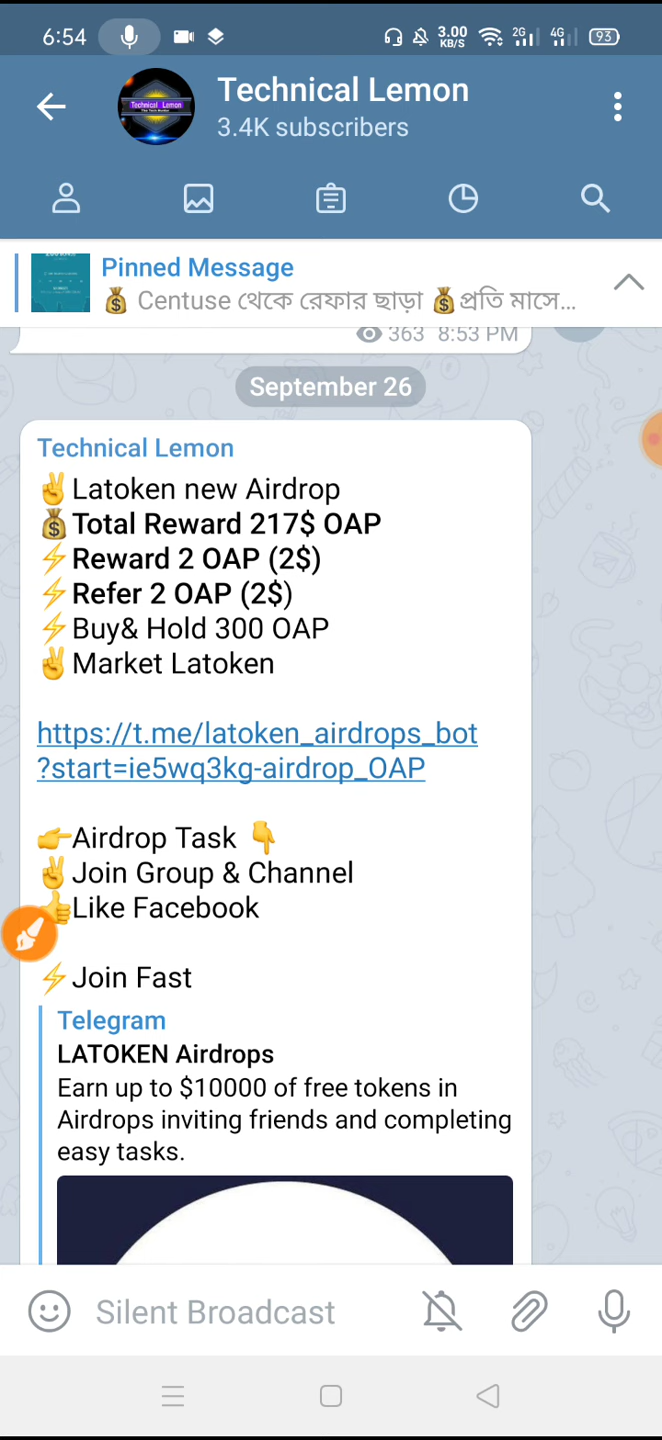 6:54
3.00
KB/S
2G
4G
93
Technical Lemon
Technical Lemon
3.4K subscribers
Pinned Message
💰 Centuse থেকে রেফার ছাড়া 💰প্রতি মাসে...
363 8:53 PM
September 26
Technical Lemon
✌Latoken new Airdrop
💰Total Reward 217$ OAP
⚡Reward 2 OAP (2$)
⚡Refer 2 OAP (2$)
⚡Buy& Hold 300 OAP
✌Market Latoken
https://t.me/latoken_airdrops_bot
?start=ie5wq3kg-airdrop_OAP
👉Airdrop Task 👇
✌Join Group & Channel
👍Like Facebook
⚡Join Fast
Telegram
LATOKEN Airdrops
Earn up to $10000 of free tokens in
Airdrops inviting friends and completing
easy tasks.
Silent Broadcast